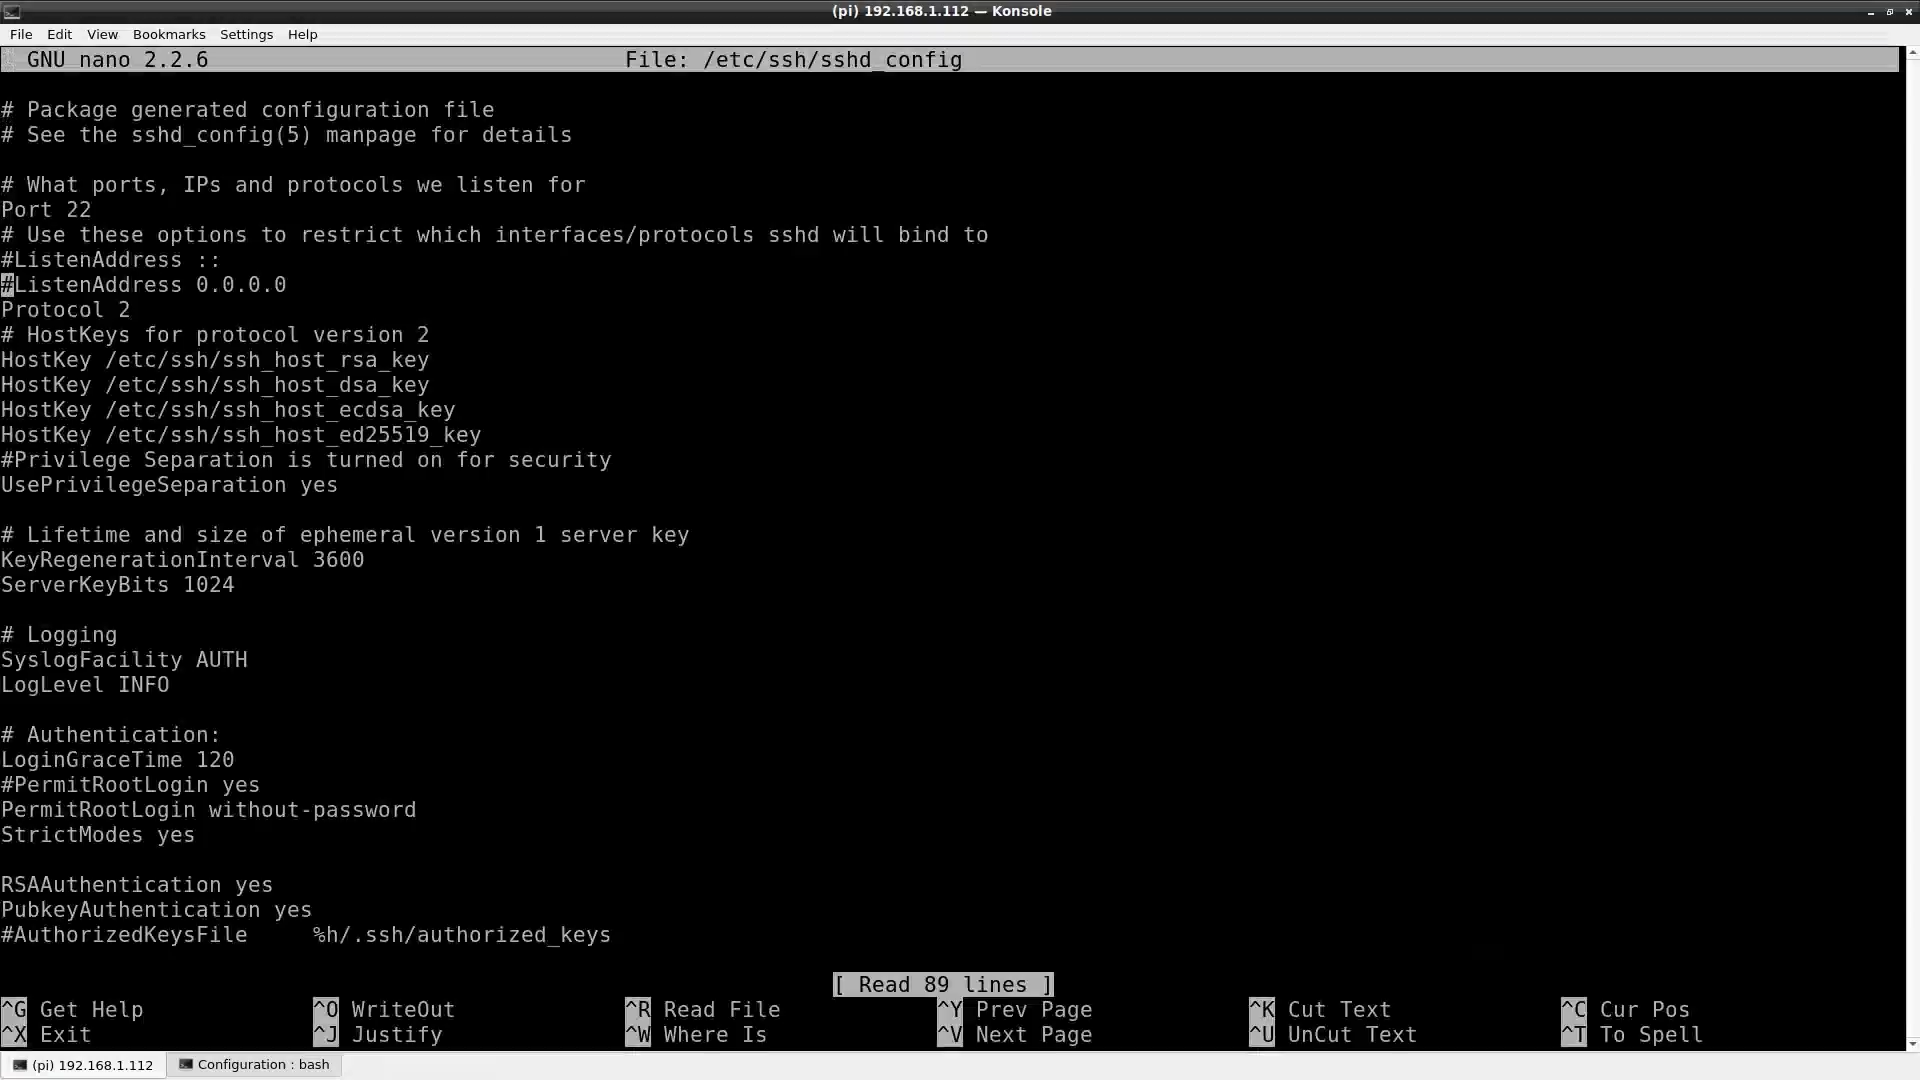 (pi) 192.168.1.112 — Konsole
File Edit View Bookmarks Settings Help
GNU nano 2.2.6 File: /etc/ssh/sshd_config
# Package generated configuration file
# See the sshd_config(5) manpage for details
# What ports, IPs and protocols we listen for
Port 22
# Use these options to restrict which interfaces/protocols sshd will bind to
#ListenAddress ::
#ListenAddress 0.0.0.0
Protocol 2
# HostKeys for protocol version 2
HostKey /etc/ssh/ssh_host_rsa_key
HostKey /etc/ssh/ssh_host_dsa_key
HostKey /etc/ssh/ssh_host_ecdsa_key
HostKey /etc/ssh/ssh_host_ed25519_key
#Privilege Separation is turned on for security
UsePrivilegeSeparation yes
# Lifetime and size of ephemeral version 1 server key
KeyRegenerationInterval 3600
ServerKeyBits 1024
# Logging
SyslogFacility AUTH
LogLevel INFO
# Authentication:
LoginGraceTime 120
#PermitRootLogin yes
PermitRootLogin without-password
StrictModes yes
RSAAuthentication yes
PubkeyAuthentication yes
#AuthorizedKeysFile     %h/.ssh/authorized_keys
[ Read 89 lines ]
^G Get Help ^O WriteOut ^R Read File ^Y Prev Page ^K Cut Text ^C Cur Pos
^X Exit ^J Justify ^W Where Is ^V Next Page ^U UnCut Text ^T To Spell
(pi) 192.168.1.112 Configuration : bash